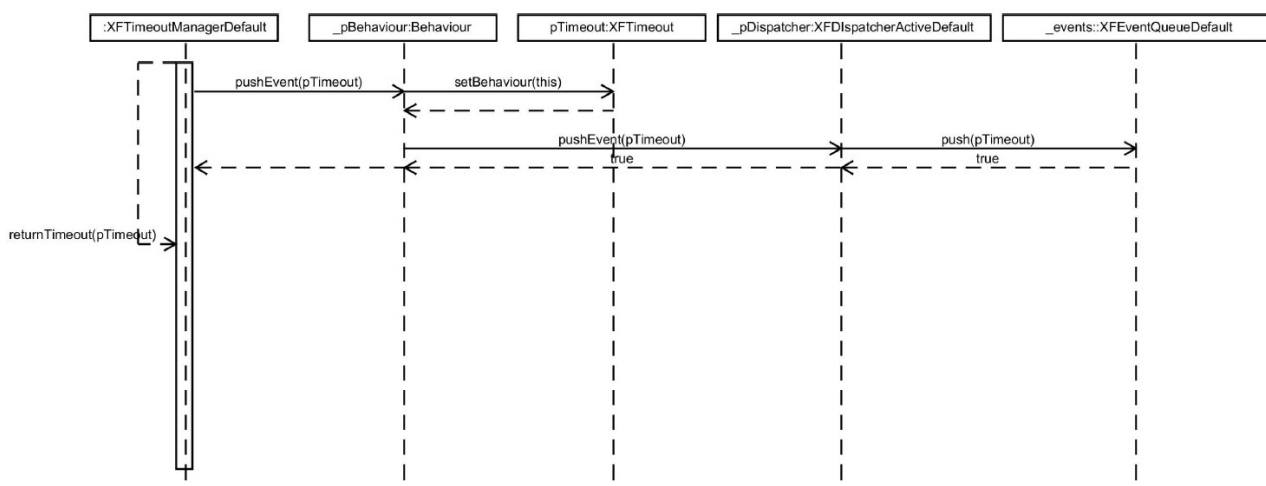 :XFTimeoutManagerDefault
_pBehaviour:Behaviour
pTimeout:XFTimeout
_pDispatcher:XFDIspatcherActiveDefault
_events::XFEventQueueDefault
pushEvent(pTimeout)
setBehaviour(this)
pushEvent(pTimeout)
push(pTimeout)
true
true
returnTimeout(pTimeout)